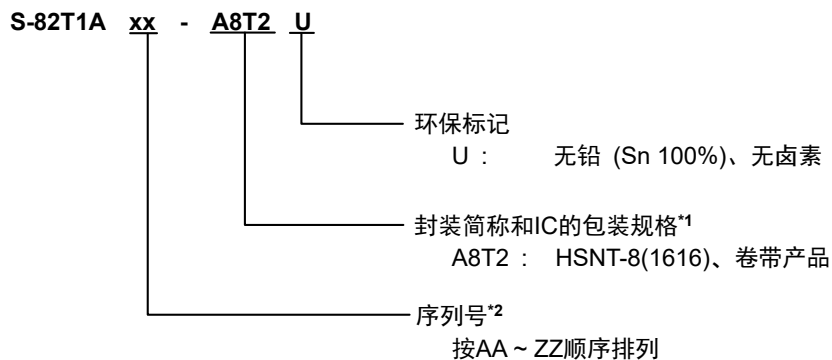 S-82T1A xx - A8T2 U
环保标记
U : 无铅 (Sn 100%)、无卤素
封装简称和IC的包装规格*1
A8T2 : HSNT-8(1616)、卷带产品
序列号*2
按AA ~ ZZ顺序排列